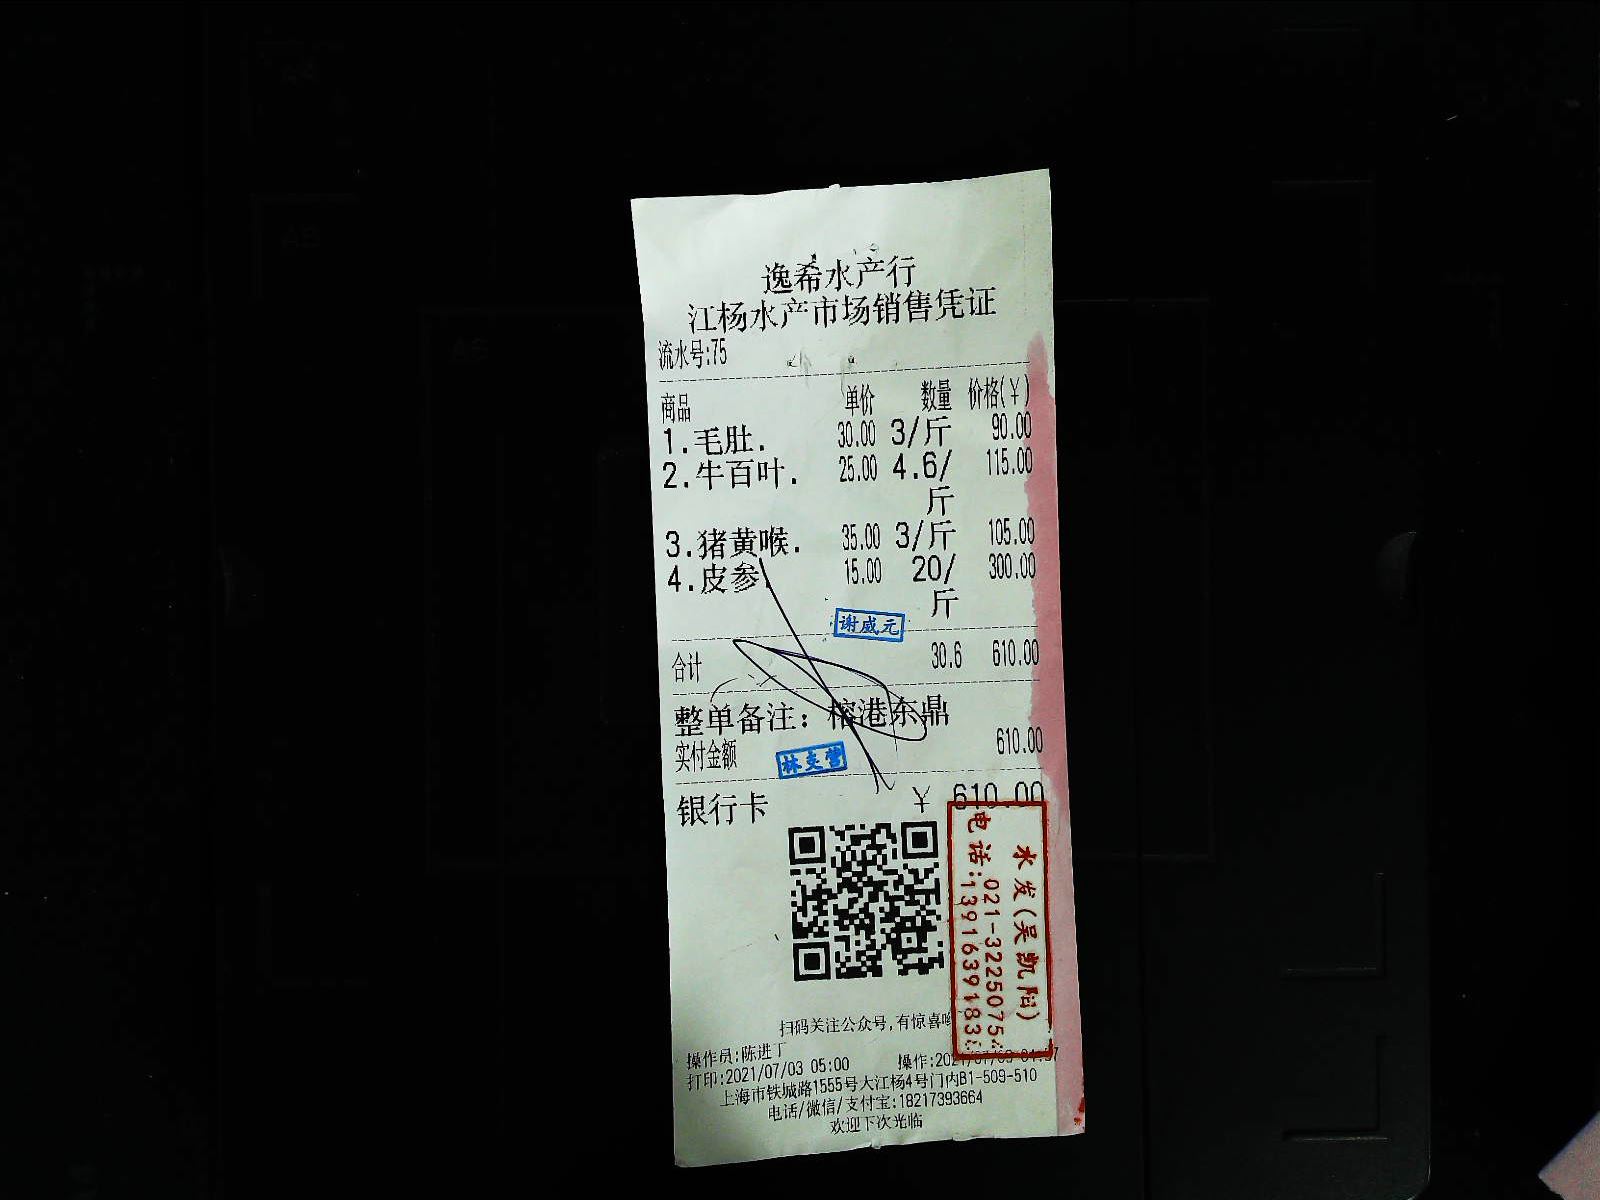 逸希水产行
江杨水产市场销售凭证
流水号:75
商品 单价 数量 价格(¥)
1.毛肚. 30.00 3/斤 90.00
2.牛百叶. 25.00 4.6/ 115.00
斤
3.猪黄喉. 35.00 3/斤 105.00
4.皮参. 15.00 20/ 300.00
斤
谢威元
合计 30.6 610.00
整单备注: 榕港东鼎
实付金额 610.00
林支营
银行卡 ¥ 610.00
水发(吴凯阳)
电话:021-32250075
1391639183
扫码关注公众号,有惊喜
操作员:陈进丁
打印:2021/07/03 05:00 操作:2021/07/03
上海市铁城路1555号大江杨4号门内B1-509-510
电话/微信/支付宝:18217393664
欢迎下次光临